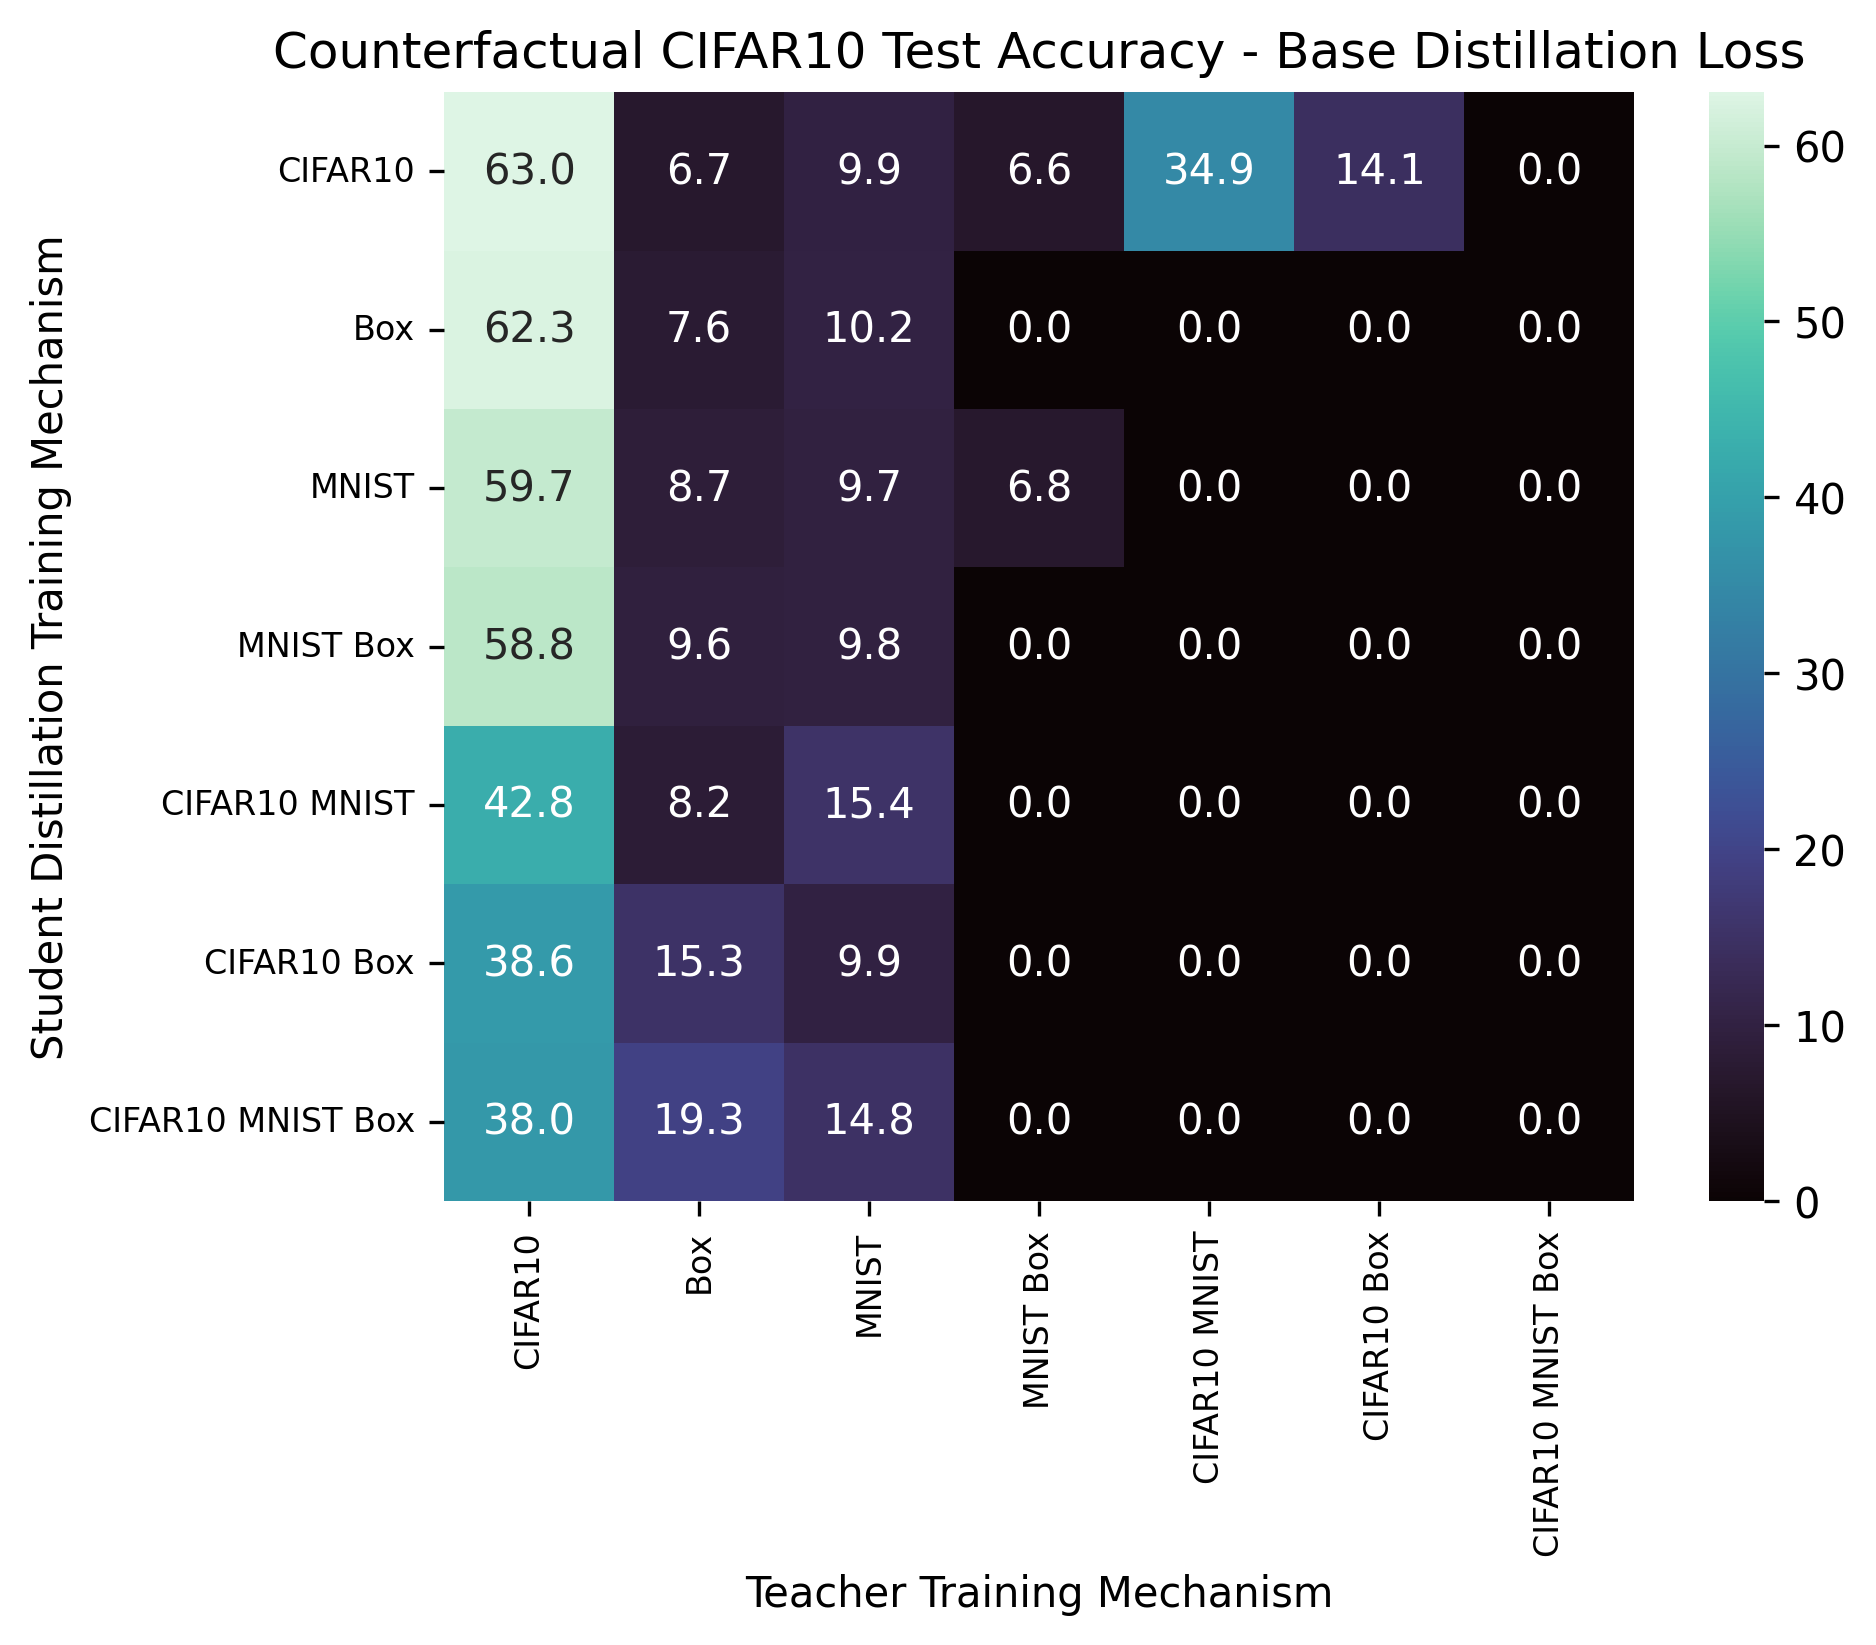 Counterfactual CIFAR10 Test Accuracy - Base Distillation Loss
Student Distillation Training Mechanism
CIFAR10 63.0 6.7 9.9 6.6 34.9 14.1 0.0
Box 62.3 7.6 10.2 0.0 0.0 0.0 0.0
MNIST 59.7 8.7 9.7 6.8 0.0 0.0 0.0
MNIST Box 58.8 9.6 9.8 0.0 0.0 0.0 0.0
CIFAR10 MNIST 42.8 8.2 15.4 0.0 0.0 0.0 0.0
CIFAR10 Box 38.6 15.3 9.9 0.0 0.0 0.0 0.0
CIFAR10 MNIST Box 38.0 19.3 14.8 0.0 0.0 0.0 0.0
CIFAR10
Box
MNIST
MNIST Box
CIFAR10 MNIST
CIFAR10 Box
CIFAR10 MNIST Box
Teacher Training Mechanism
60
50
40
30
20
10
0